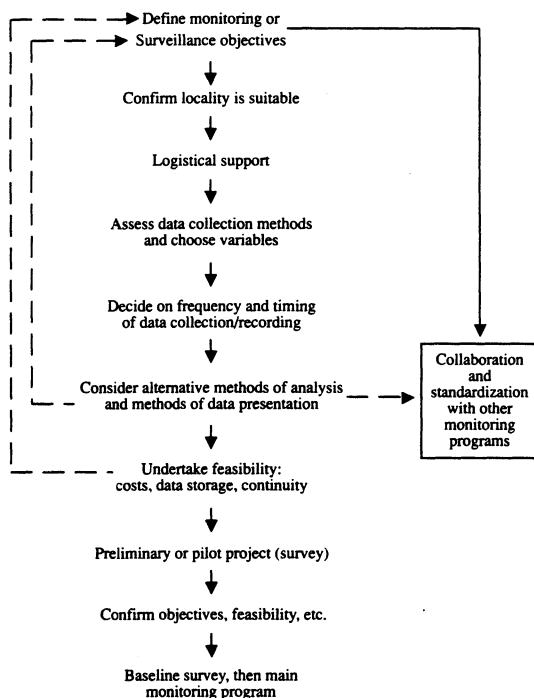 Define monitoring or
Surveillance objectives
Confirm locality is suitable
Logistical support
Assess data collection methods
and choose variables
Decide on frequency and timing
of data collection/recording
Consider alternative methods of analysis
and methods of data presentation
Collaboration
and
standardization
with other
monitoring
programs
Undertake feasibility:
costs, data storage, continuity
Preliminary or pilot project (survey)
Confirm objectives, feasibility, etc.
Baseline survey, then main
monitoring program